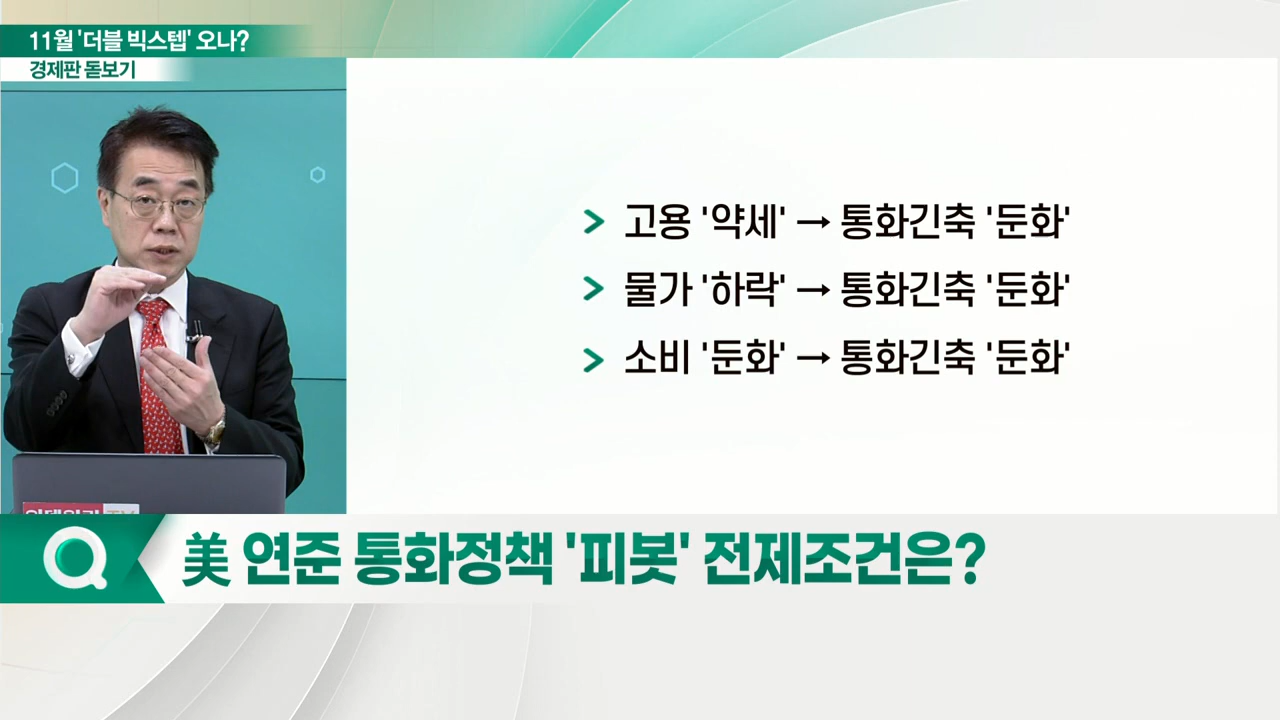 11월 '더블 빅스텝' 오나?
경제판 돋보기
고용 '약세' → 통화긴축 '둔화'
물가 '하락' → 통화긴축 '둔화'
소비 '둔화' → 통화긴축 '둔화'
美 연준 통화정책 '피봇' 전제조건은?